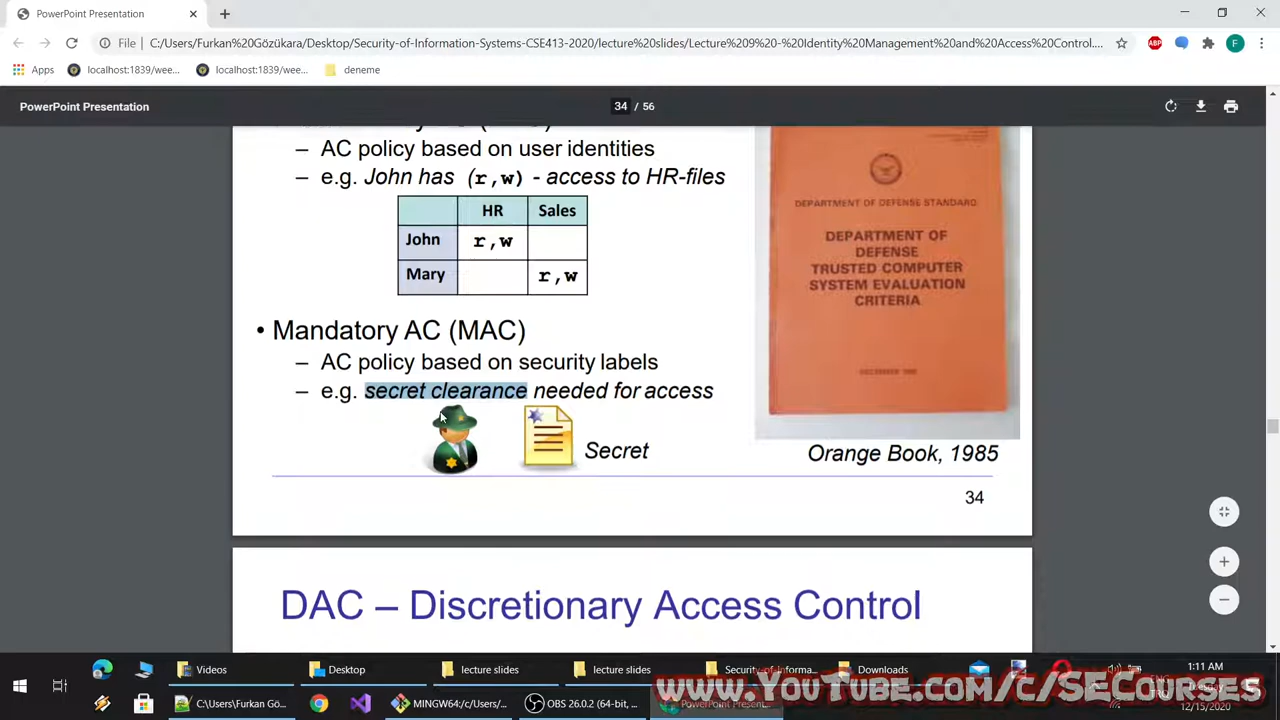 PowerPoint Presentation
File
C:/Users/Furkan%20Gözükara/Desktop/Security-of-Information-Systems-CSE413-2020/lecture%20slides/Lecture%209%20-%20Identity%20Management%20and%20Access%20Control....
ABP
F
Apps
localhost:1839/wee...
localhost:1839/wee...
deneme
PowerPoint Presentation
34 / 56
– AC policy based on user identities
– e.g. John has (r,w) - access to HR-files
HR Sales
John r,w
Mary r,w
• Mandatory AC (MAC)
– AC policy based on security labels
– e.g. secret clearance needed for access
Secret
DEPARTMENT OF DEFENSE STANDARD
DEPARTMENT OF
DEFENSE
TRUSTED COMPUTER
SYSTEM EVALUATION
CRITERIA
Orange Book, 1985
34
DAC – Discretionary Access Control
Videos
Desktop
lecture slides
lecture slides
Security-of-Informa...
Downloads
1:11 AM
Tuesday
12/15/2020
C:\Users\Furkan Gö...
MINGW64:/c/Users/...
OBS 26.0.2 (64-bit, ...
PowerPoint Present...
www.YouTube.com/c/SECourses